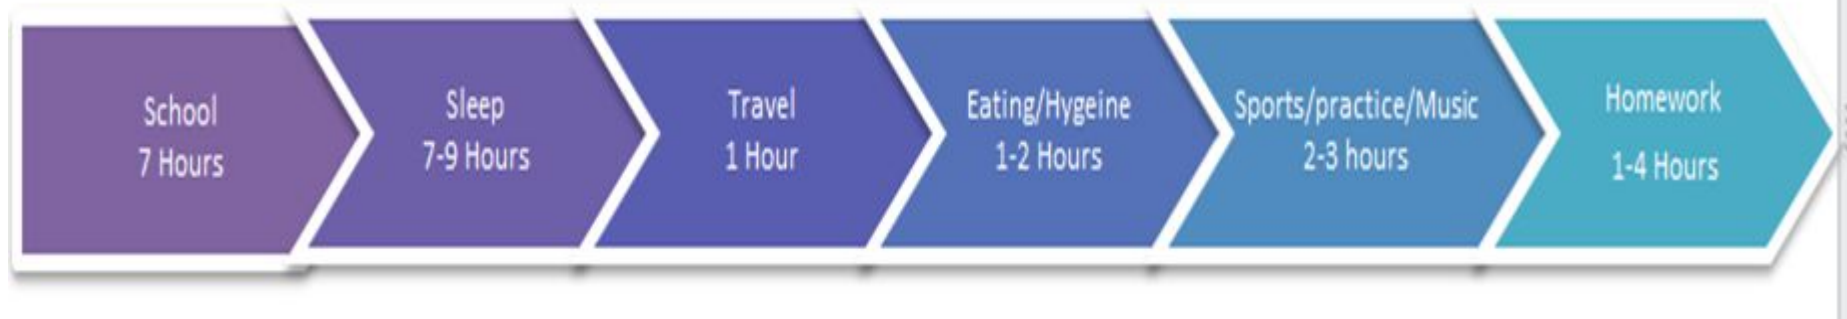 School
7 Hours
Sleep
7-9 Hours
Travel
1 Hour
Eating/Hygeine
1-2 Hours
Sports/practice/Music
2-3 hours
Homework
1-4 Hours